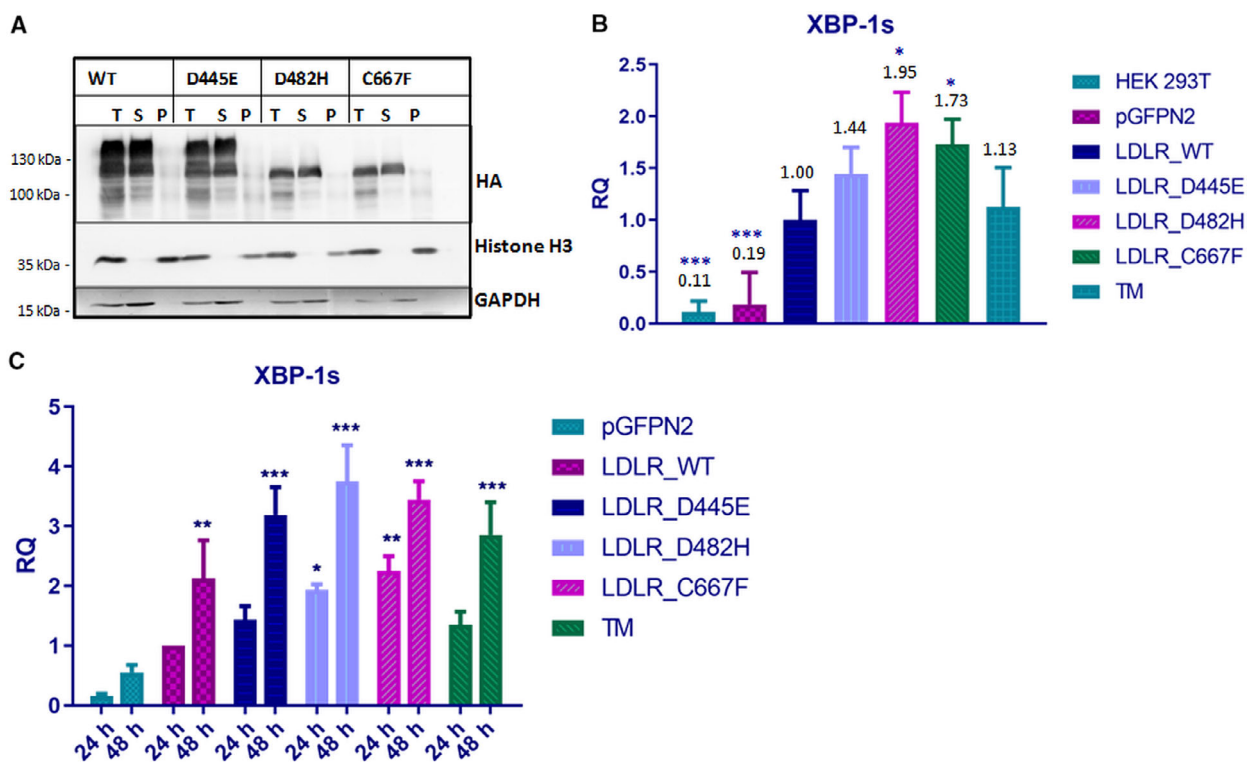 A
WT D445E D482H C667F
T S P T S P T S P T S P
130 kDa -
100 kDa -
HA
Histone H3
35 kDa -
GAPDH
15 kDa -
B
XBP-1s
RQ
2.5
2.0
1.5
1.0
0.5
0.0
***
0.11
***
0.19
1.00
1.44
*
1.95
*
1.73
1.13
HEK 293T
pGFPN2
LDLR_WT
LDLR_D445E
LDLR_D482H
LDLR_C667F
TM
C
XBP-1s
RQ
5
4
3
2
1
0
**
***
*
***
**
***
***
24 h 48 h 24 h 48 h 24 h 48 h 24 h 48 h 24 h 48 h 24 h 48 h
pGFPN2
LDLR_WT
LDLR_D445E
LDLR_D482H
LDLR_C667F
TM